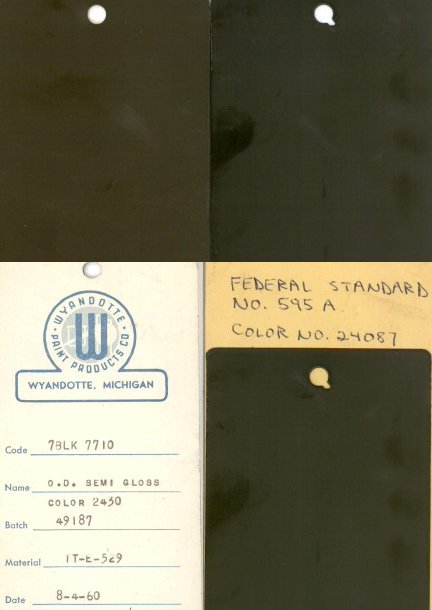 FEDERAL STANDARD
NO. 595 A.
COLOR NO. 24087
WYANDOTTE
W
PAINT PRODUCTS CO.
WYANDOTTE, MICHIGAN
Code 7BLK 7710
Name O.D. SEMI GLOSS
COLOR 2430
Batch 49187
Material TT-E-529
Date 8-4-60